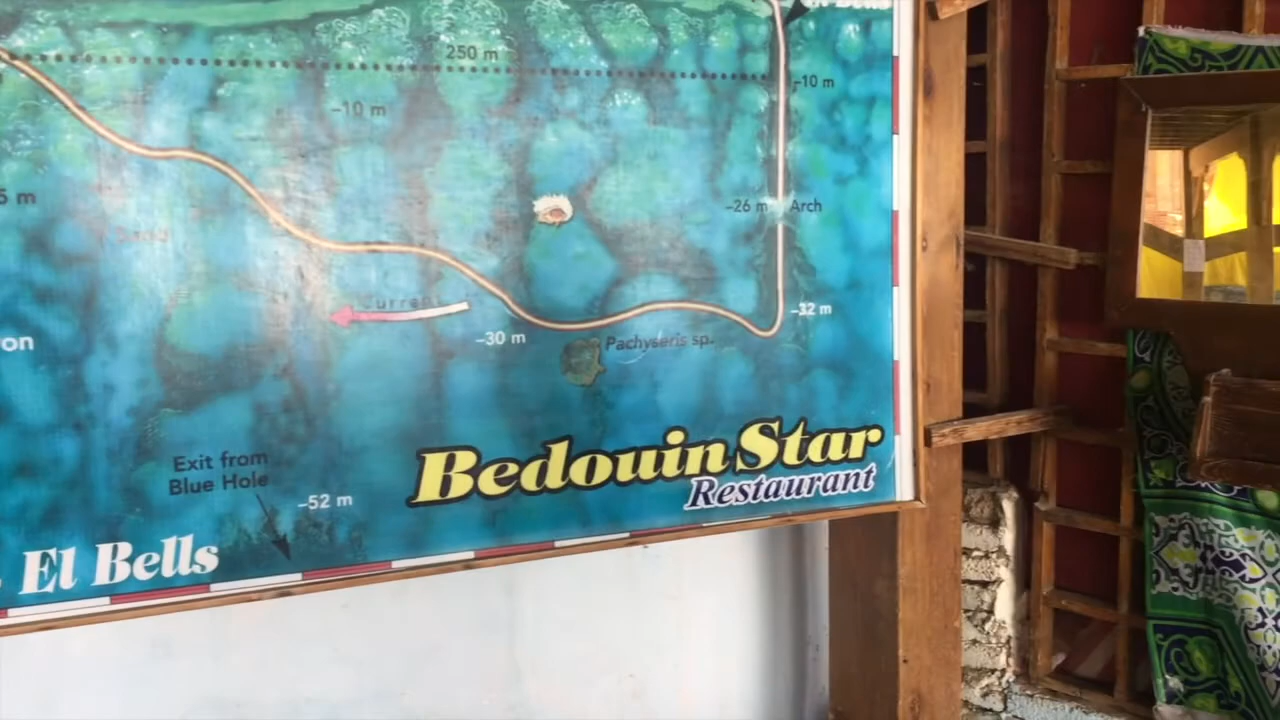 250 m
–10 m
–10 m
5 m
–26 m
Arch
Current
–32 m
–30 m
on
Pachyseris sp.
Exit from
Blue Hole
–52 m
Bedouin Star
Restaurant
El Bells